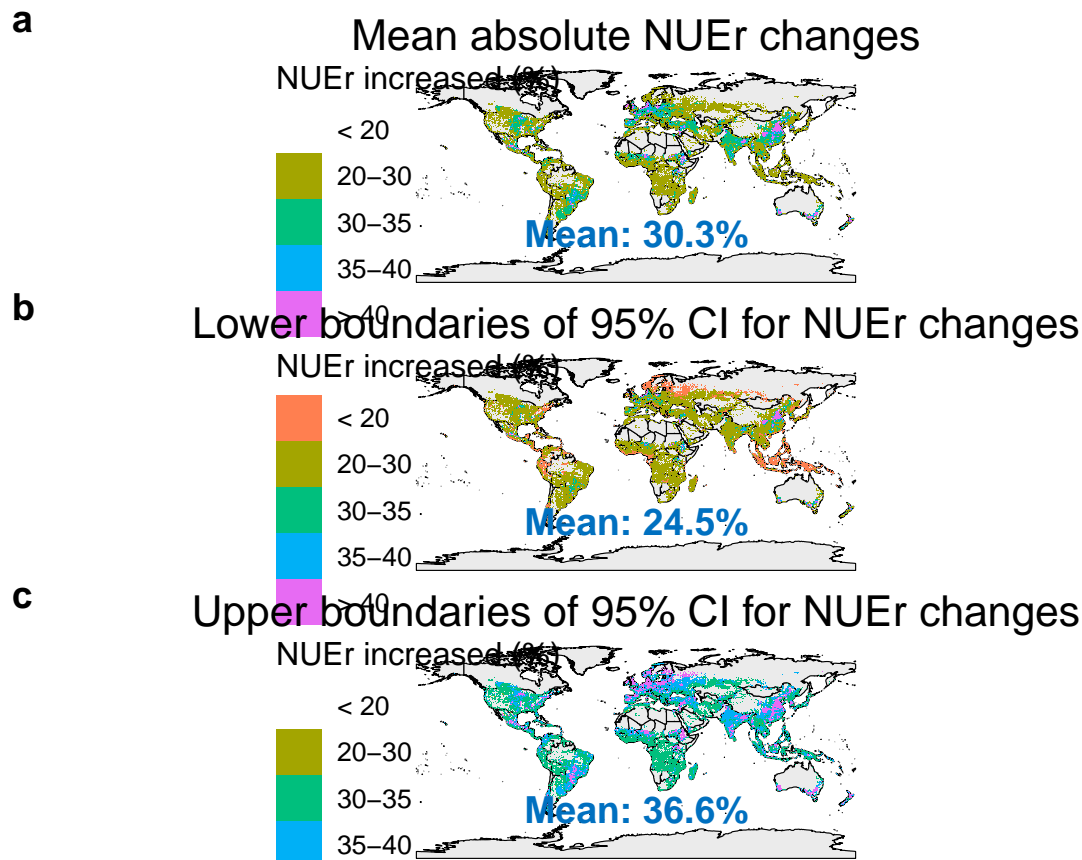 a
Mean absolute NUEr changes
NUEr increased (%)
< 20
20–30
30–35
35–40
> 40
Mean: 30.3%
b
Lower boundaries of 95% CI for NUEr changes
NUEr increased (%)
< 20
20–30
30–35
35–40
> 40
Mean: 24.5%
c
Upper boundaries of 95% CI for NUEr changes
NUEr increased (%)
< 20
20–30
30–35
35–40
Mean: 36.6%